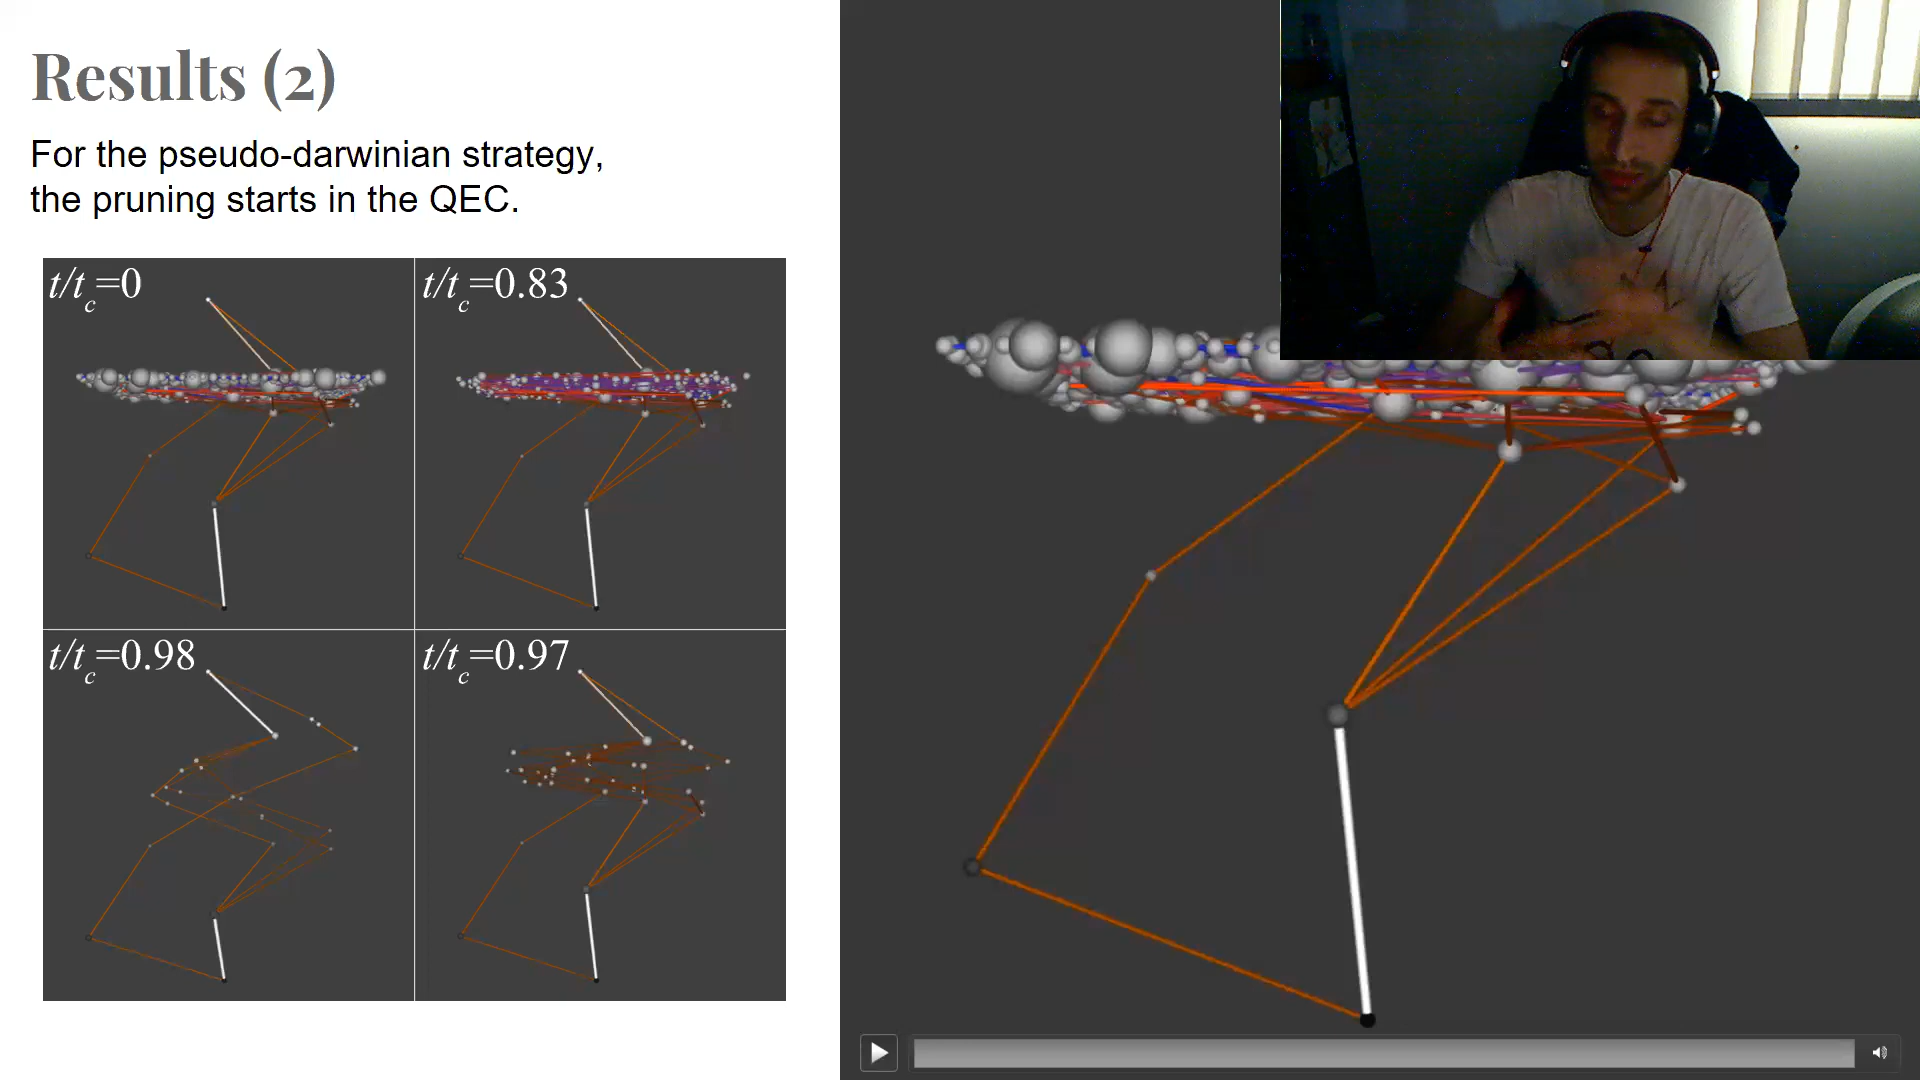 Results (2)
For the pseudo-darwinian strategy,
the pruning starts in the QEC.
t/tc=0
t/tc=0.83
t/tc=0.98
t/tc=0.97